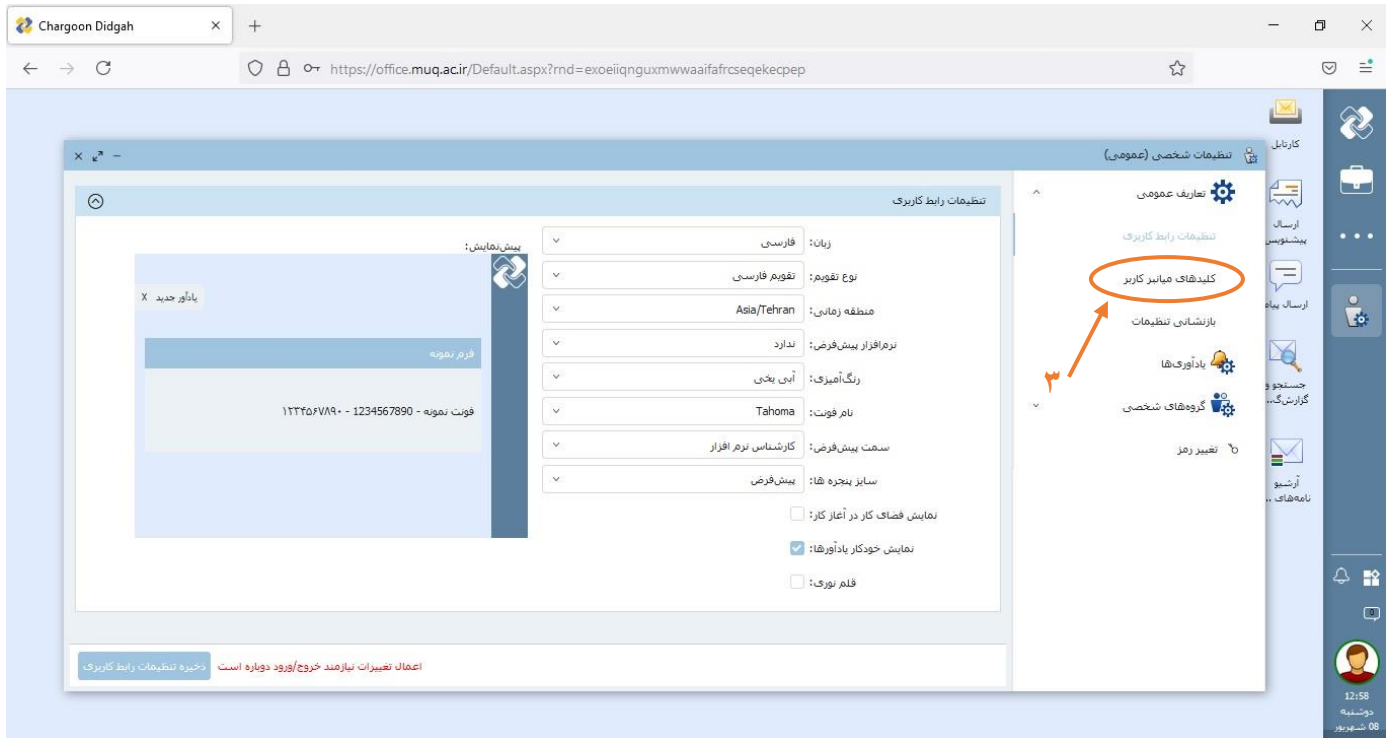 Chargoon Didgah
https://office.muq.ac.ir/Default.aspx?rnd=exoeiiqnguxmwwaaifafrcseqekecpep
تنظیمات شخصی (عمومی)
تعاریف عمومی
تنظیمات رابط کاربری
کلیدهای میانبر کاربر
بازنشانی تنظیمات
یادآوری‌ها
گروه‌های شخصی
تغییر رمز
۳
تنظیمات رابط کاربری
زبان: فارسی
نوع تقویم: تقویم فارسی
منطقه زمانی: Asia/Tehran
نرم‌افزار پیش‌فرض: ندارد
رنگ‌آمیزی: آبی یخی
نام فونت: Tahoma
سمت پیش‌فرض: کارشناس نرم افزار
سایز پنجره ها: پیش‌فرض
نمایش فضای کار در آغاز کار:
نمایش خودکار یادآورها:
قلم نوری:
پیش‌نمایش:
یادآور جدید X
فرم نمونه
فونت نمونه - 1234567890 - ۱۲۳۴۵۶۷۸۹۰
اعمال تغییرات نیازمند خروج/ورود دوباره است
ذخیره تنظیمات رابط کاربری
کارتابل
ارسال
پیشنویس
ارسال پیام
جستجو و
گزارش‌گ...
آرشیو
نامه‌های ..
0
12:58
دوشنبه
08 شهریور